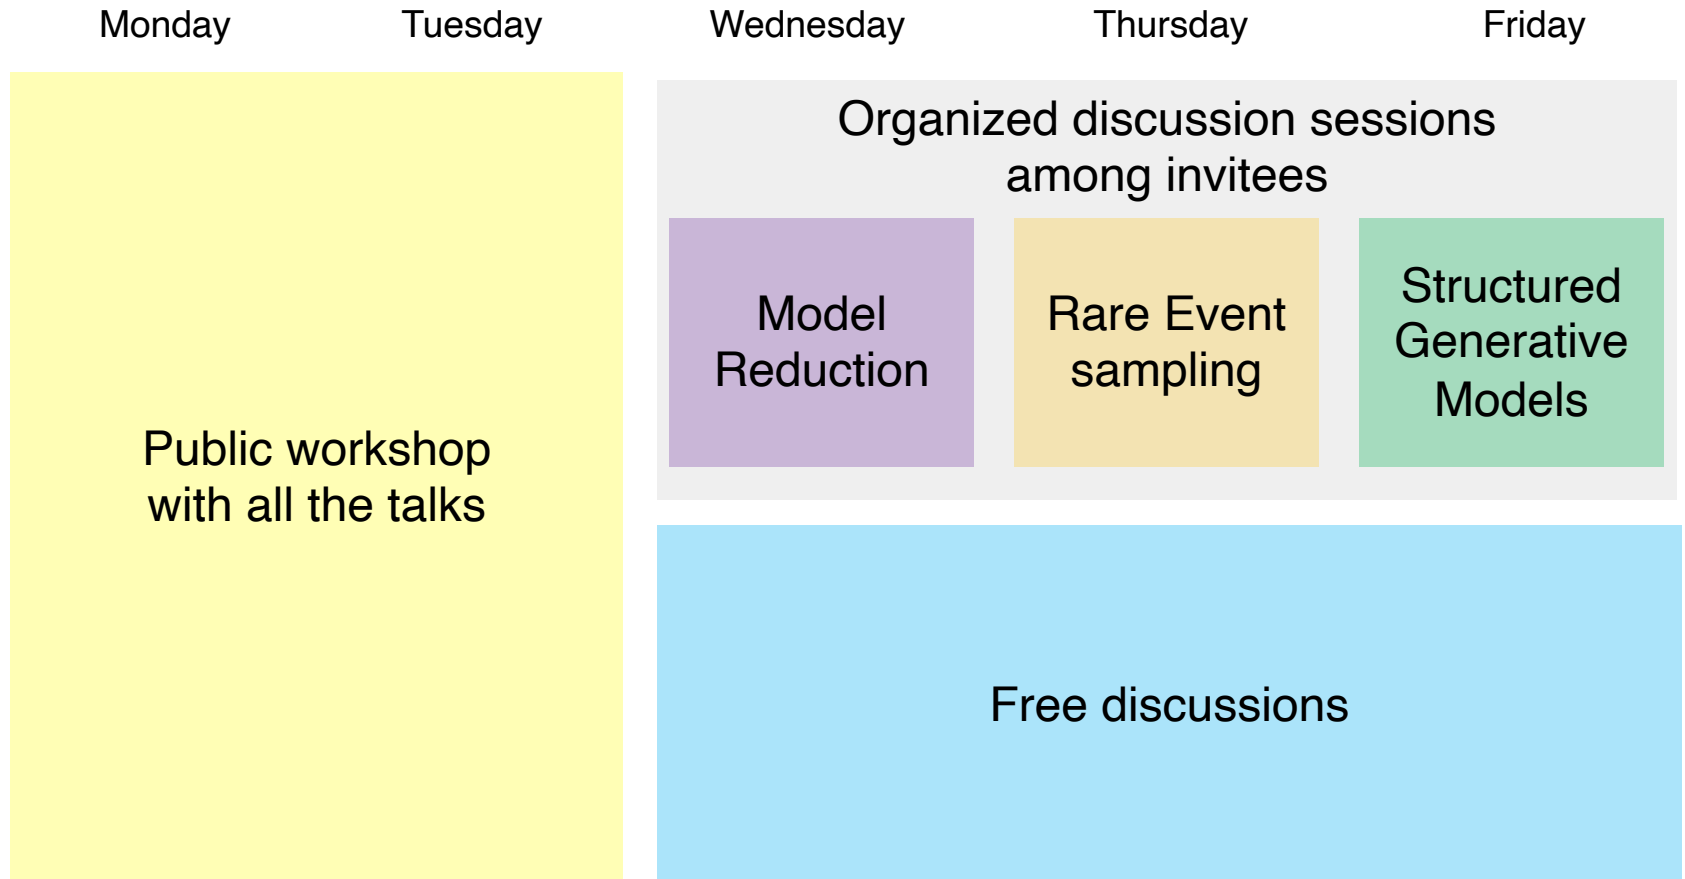 Monday Tuesday Wednesday Thursday Friday
Public workshop
with all the talks
Organized discussion sessions
among invitees
Model
Reduction
Rare Event
sampling
Structured
Generative
Models
Free discussions